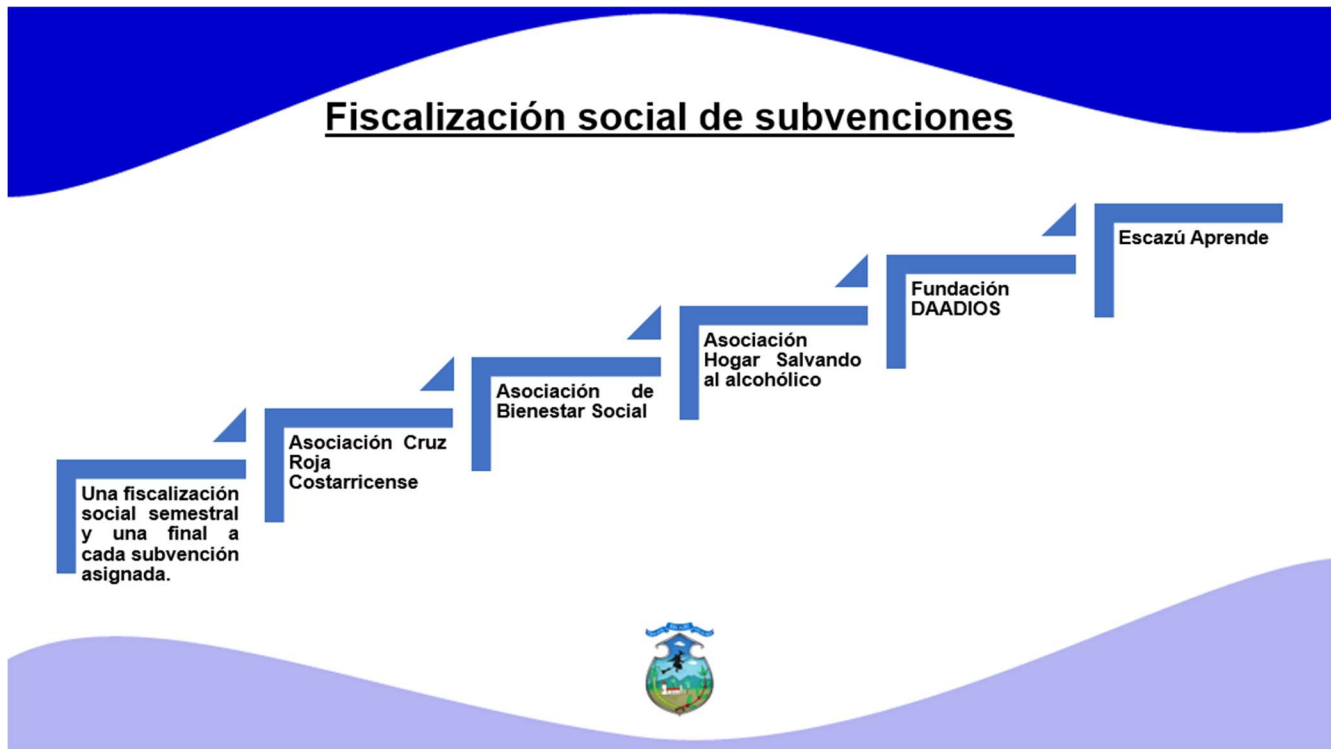 Fiscalización social de subvenciones
Una fiscalización
social semestral
y una final a
cada subvención
asignada.
Asociación Cruz
Roja
Costarricense
Asociación de
Bienestar Social
Asociación
Hogar Salvando
al alcohólico
Fundación
DAADIOS
Escazú Aprende